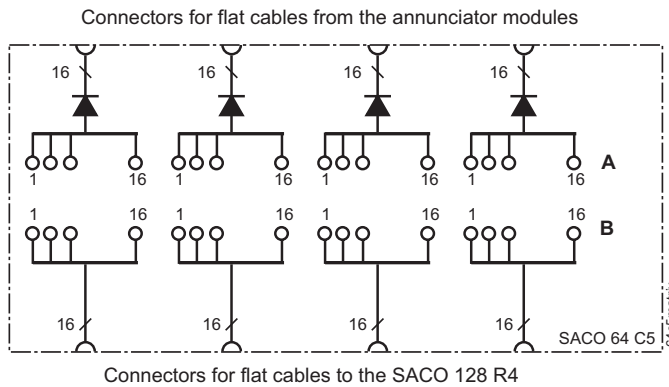 Connectors for flat cables from the annunciator modules
16 16 16 16
1 16 1 16 1 16 1 16 A
1 16 1 16 1 16 1 16 B
16 16 16 16
SACO 64 C5
Connectors for flat cables to the SACO 128 R4